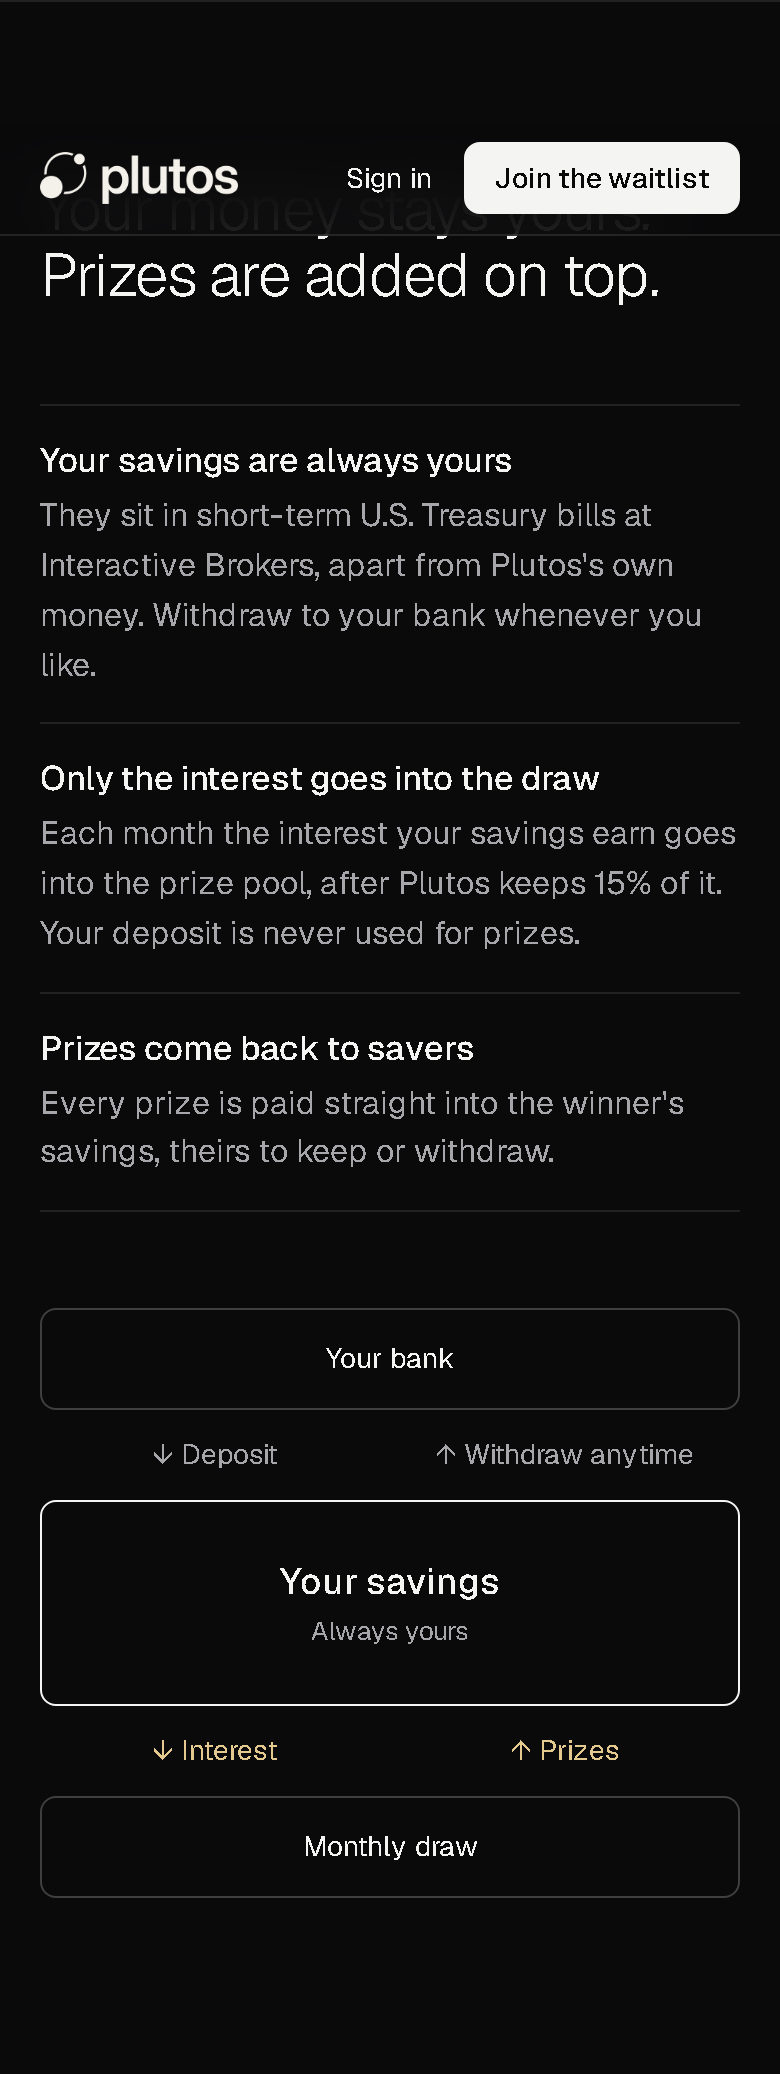 plutos
Sign in
Join the waitlist
Your money stays yours.
Prizes are added on top.
Your savings are always yours
They sit in short-term U.S. Treasury bills at
Interactive Brokers, apart from Plutos's own
money. Withdraw to your bank whenever you
like.
Only the interest goes into the draw
Each month the interest your savings earn goes
into the prize pool, after Plutos keeps 15% of it.
Your deposit is never used for prizes.
Prizes come back to savers
Every prize is paid straight into the winner's
savings, theirs to keep or withdraw.
Your bank
↓ Deposit
↑ Withdraw anytime
Your savings
Always yours
↓ Interest
↑ Prizes
Monthly draw